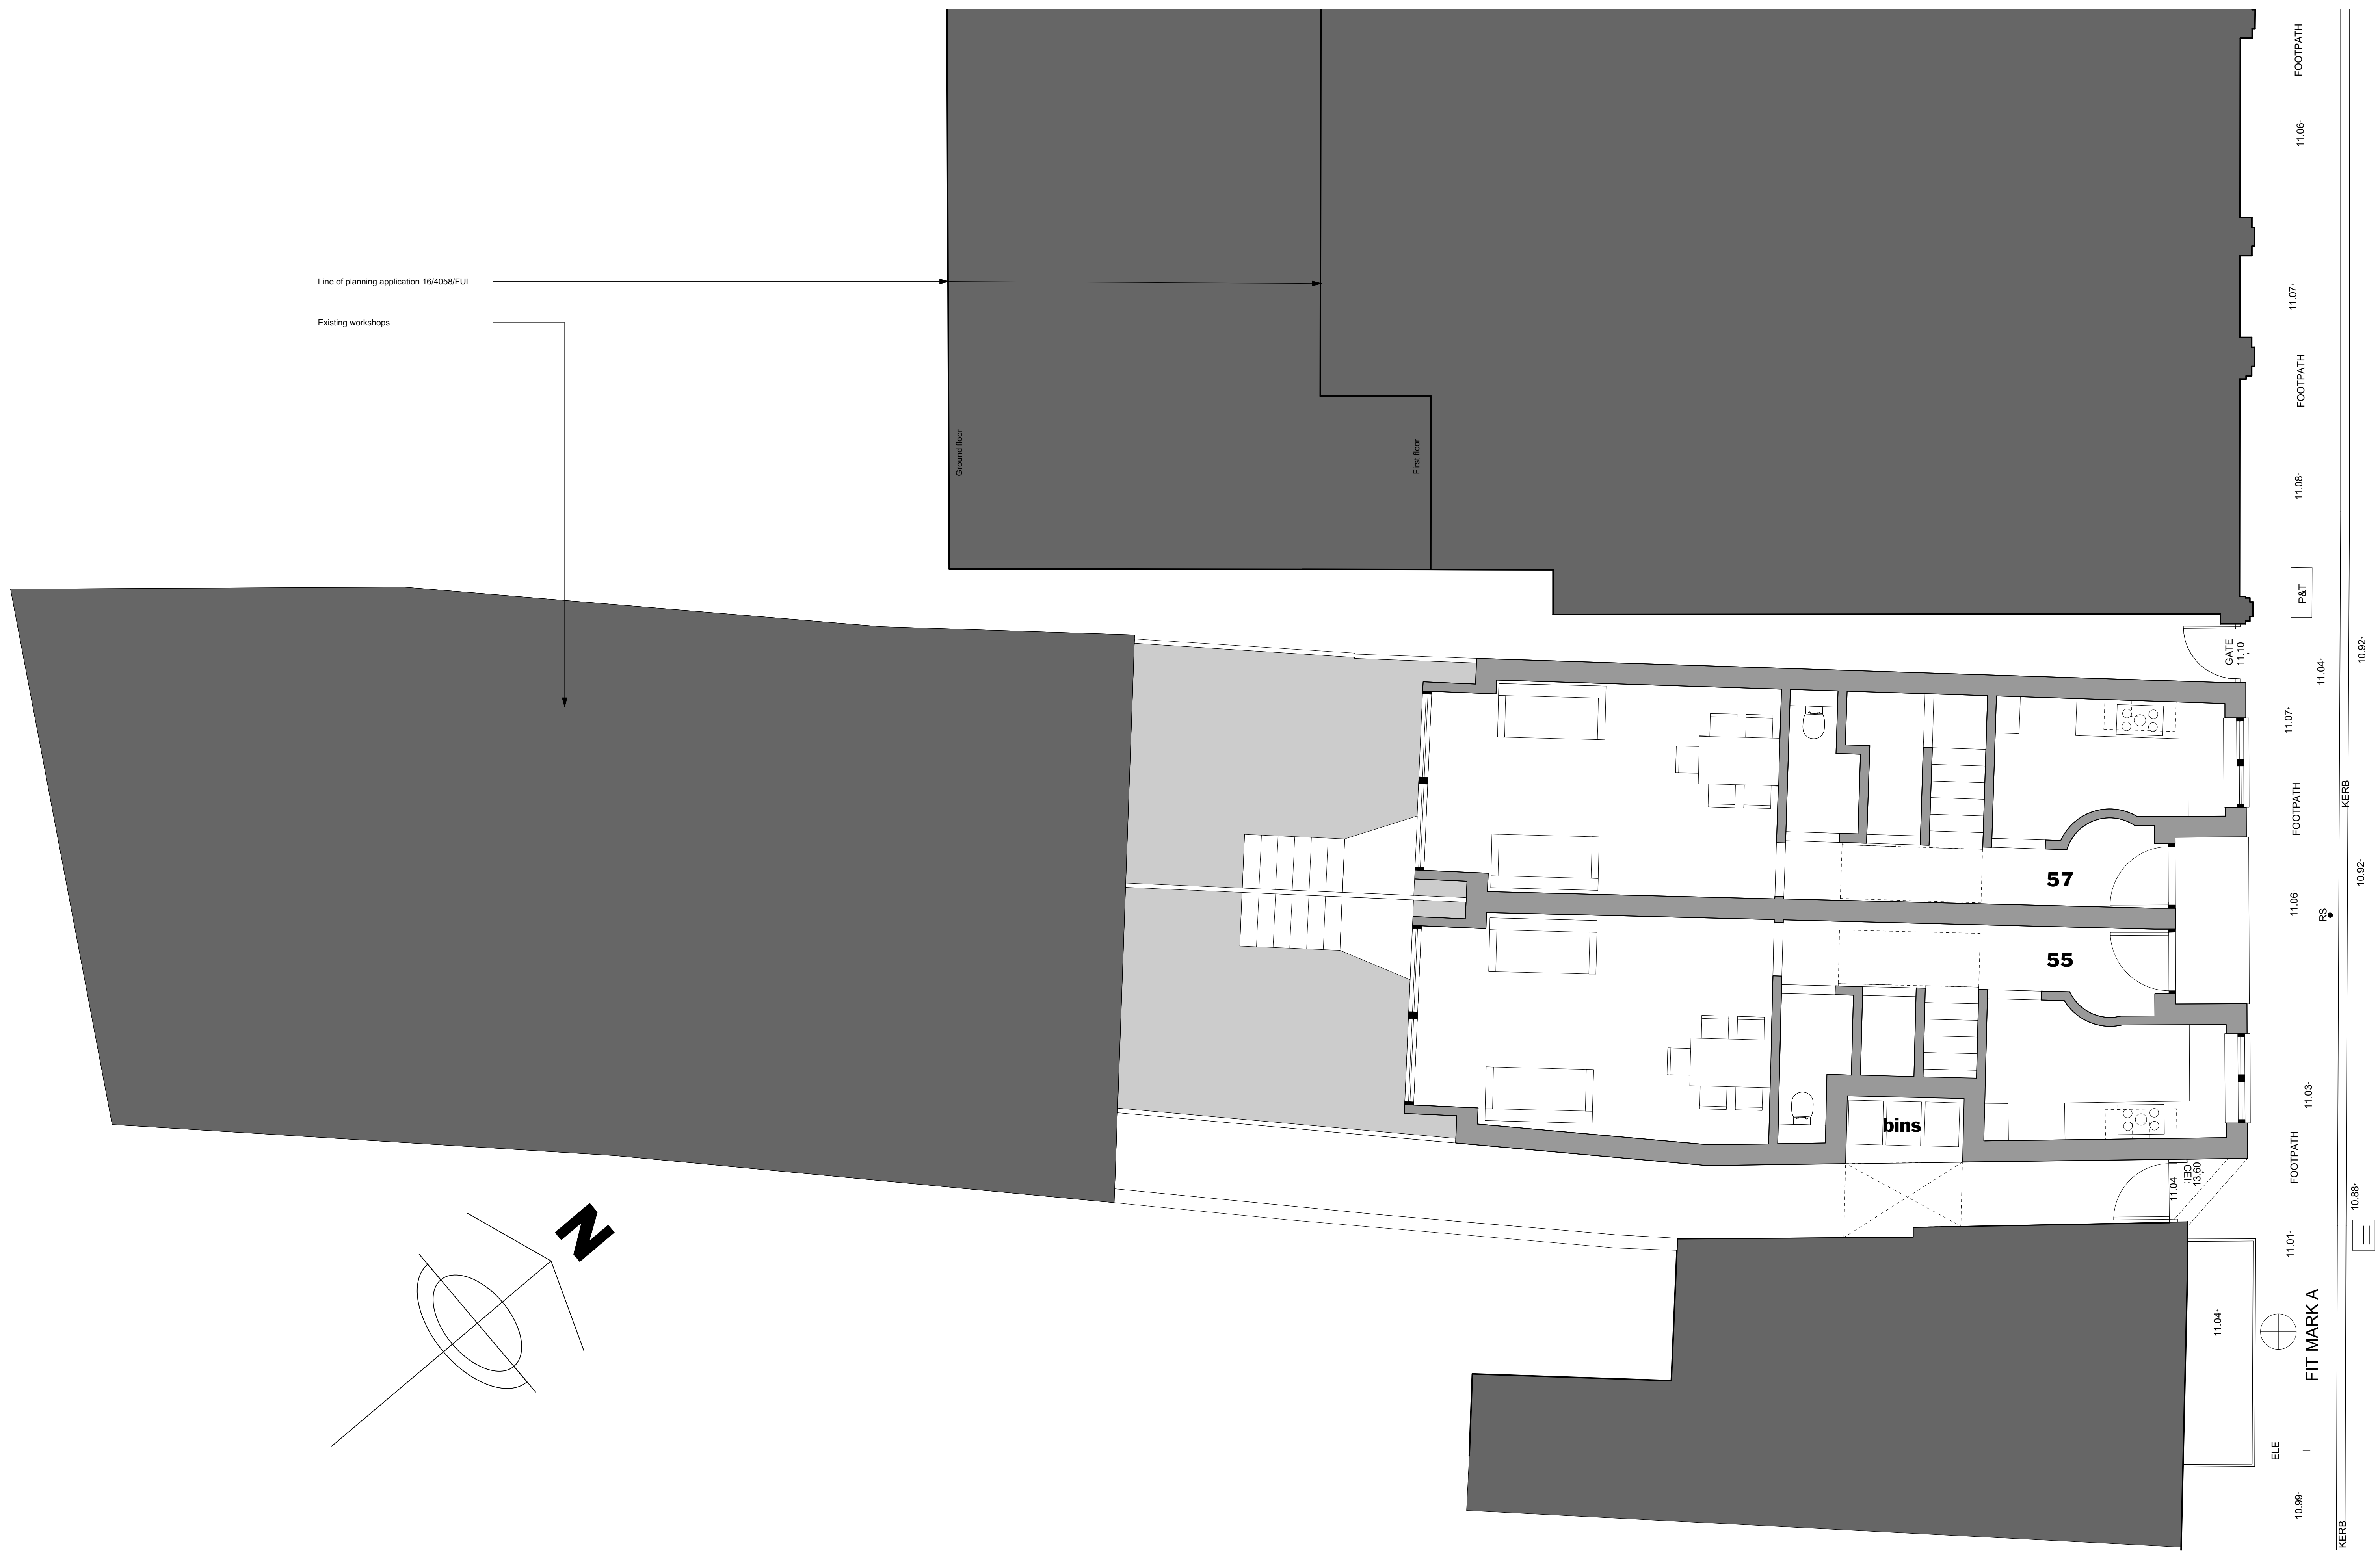 FOOTPATH
11.06
Line of planning application 16/4058/FUL
11.07
Existing workshops
FOOTPATH
Ground floor
First floor
11.08
P&T
GATE
11.10
11.04
10.92
11.07
KERB
FOOTPATH
57
10.92
11.06
RS
55
11.03
bins
FOOTPATH
CEI:
13.60
11.04
10.88
N
11.01
11.04
FIT MARK A
ELE
10.99
KERB